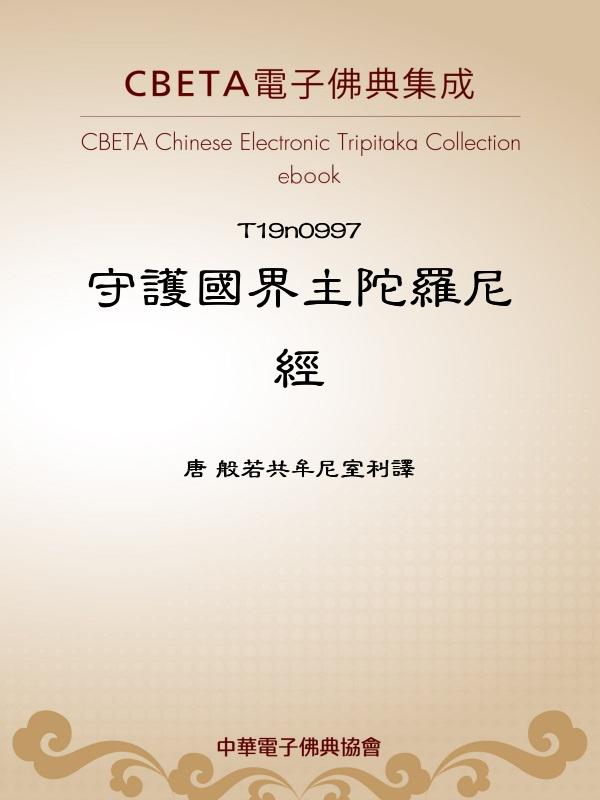 CBETA電子佛典集成
CBETA Chinese Electronic Tripitaka Collection
ebook
T19n0997
守護國界主陀羅尼
經
唐 般若共牟尼室利譯
中華電子佛典協會